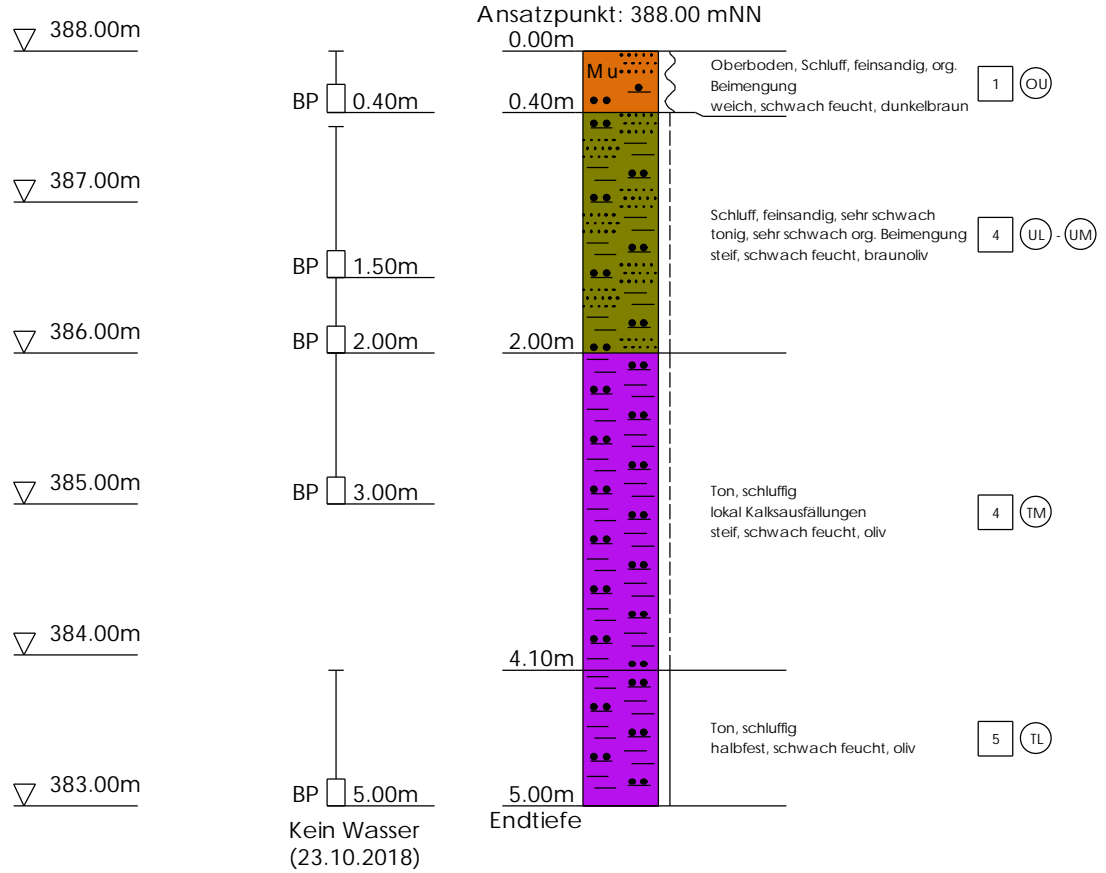 Ansatzpunkt: 388.00 mNN
388.00m
387.00m
386.00m
385.00m
384.00m
383.00m
BP 0.40m
BP 1.50m
BP 2.00m
BP 3.00m
BP 5.00m
Kein Wasser
(23.10.2018)
0.00m
0.40m
2.00m
4.10m
5.00m
Endtiefe
Mu
Oberboden, Schluff, feinsandig, org.
Beimengung
weich, schwach feucht, dunkelbraun
1 OU
Schluff, feinsandig, sehr schwach
tonig, sehr schwach org. Beimengung
steif, schwach feucht, braunoliv
4 UL - UM
Ton, schluffig
lokal Kalksausfällungen
steif, schwach feucht, oliv
4 TM
Ton, schluffig
halbfest, schwach feucht, oliv
5 TL